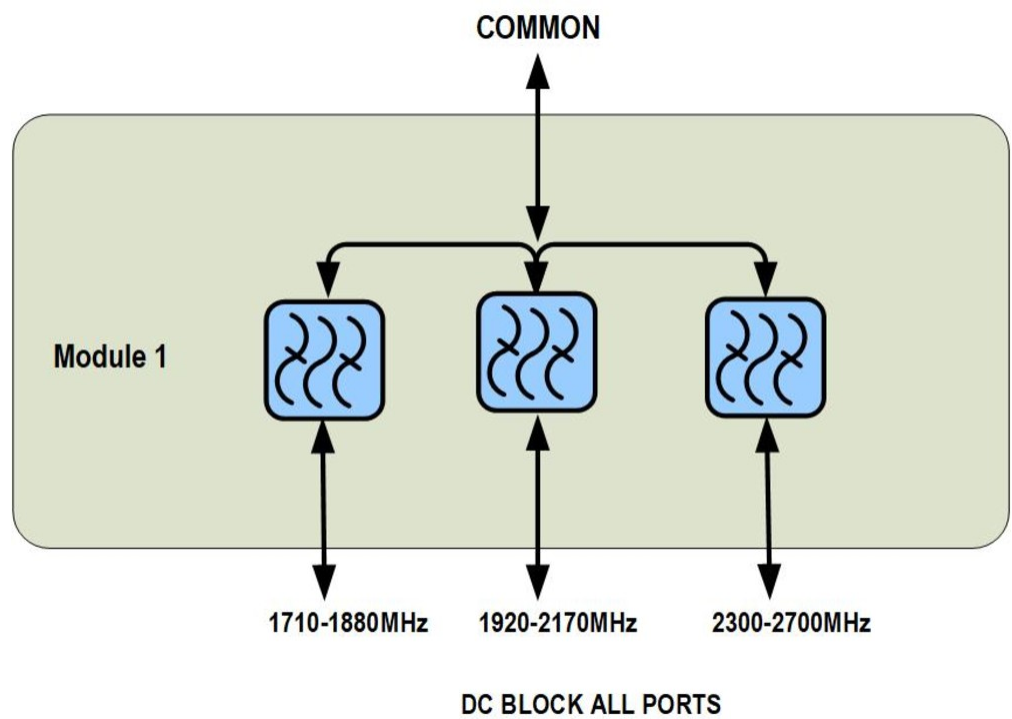 COMMON
Module 1
1710-1880MHz
1920-2170MHz
2300-2700MHz
DC BLOCK ALL PORTS